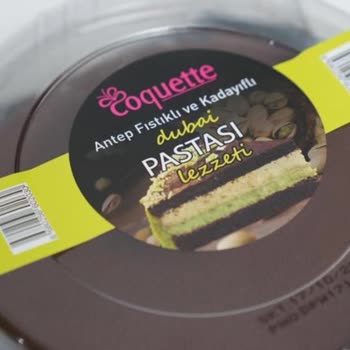 Coquette
Antep Fıstıklı ve Kadayıflı
dubai
PASTASI
lezzeti